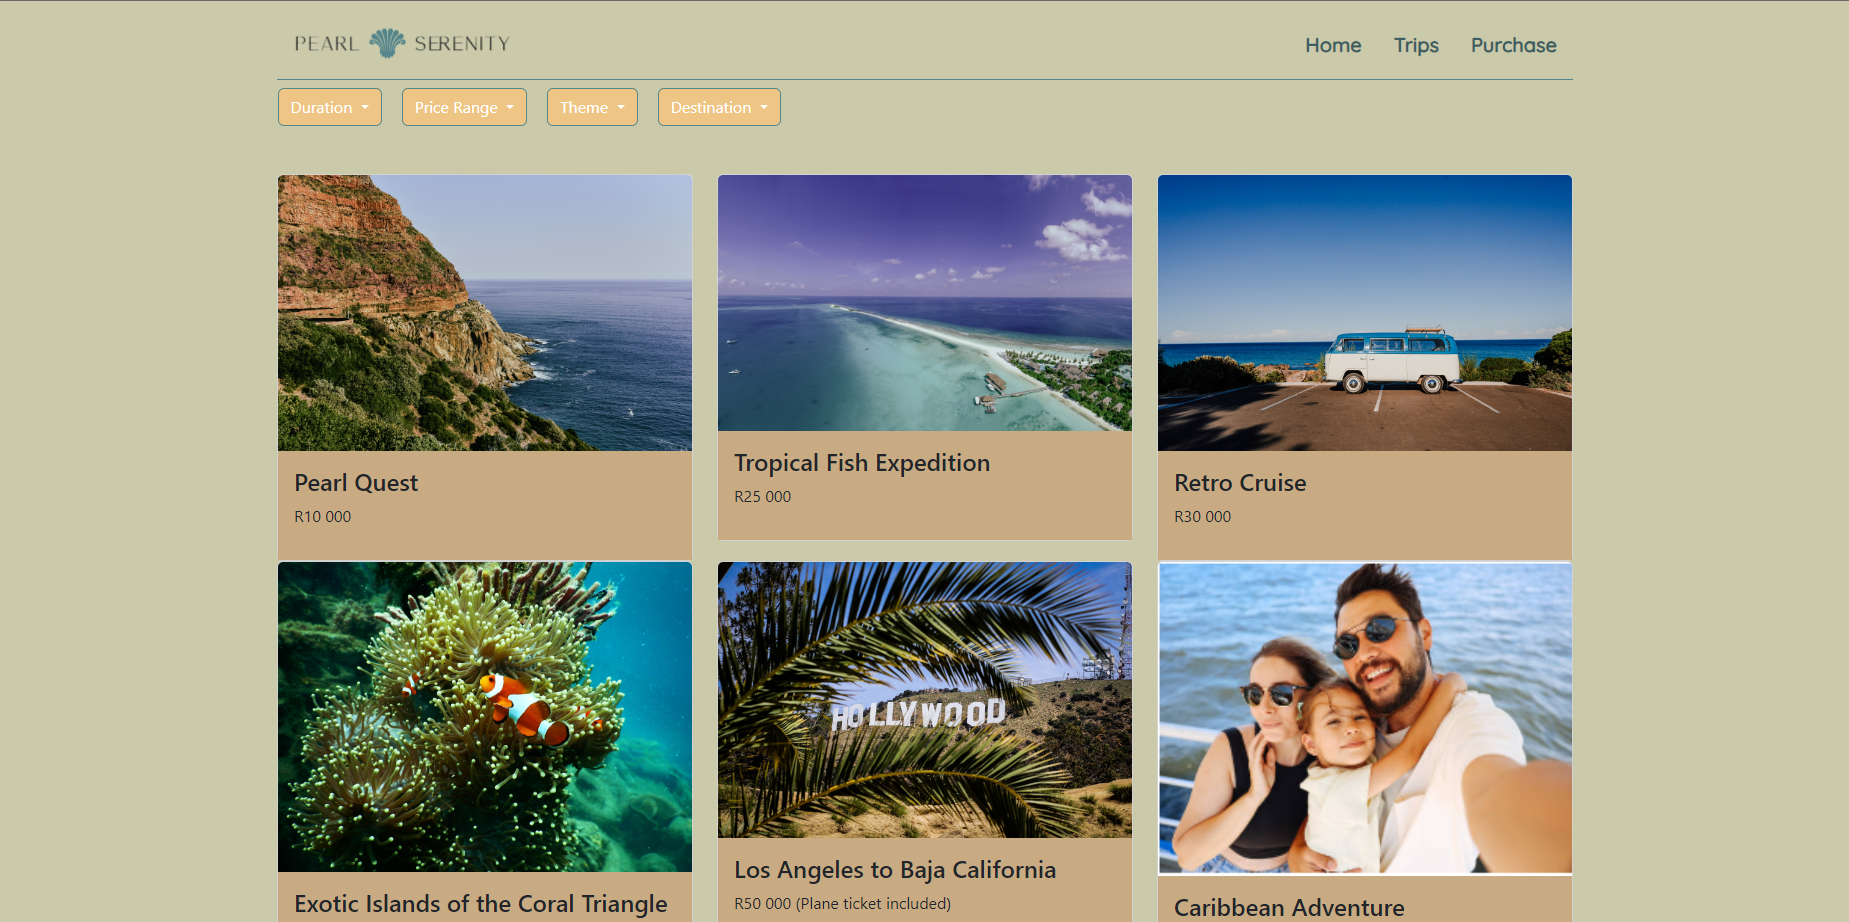 PEARL SERENITY
Home Trips Purchase
Duration Price Range Theme Destination
Pearl Quest
R10 000
Tropical Fish Expedition
R25 000
Retro Cruise
R30 000
HOLLYWOOD
Exotic Islands of the Coral Triangle
Los Angeles to Baja California
R50 000 (Plane ticket included)
Caribbean Adventure